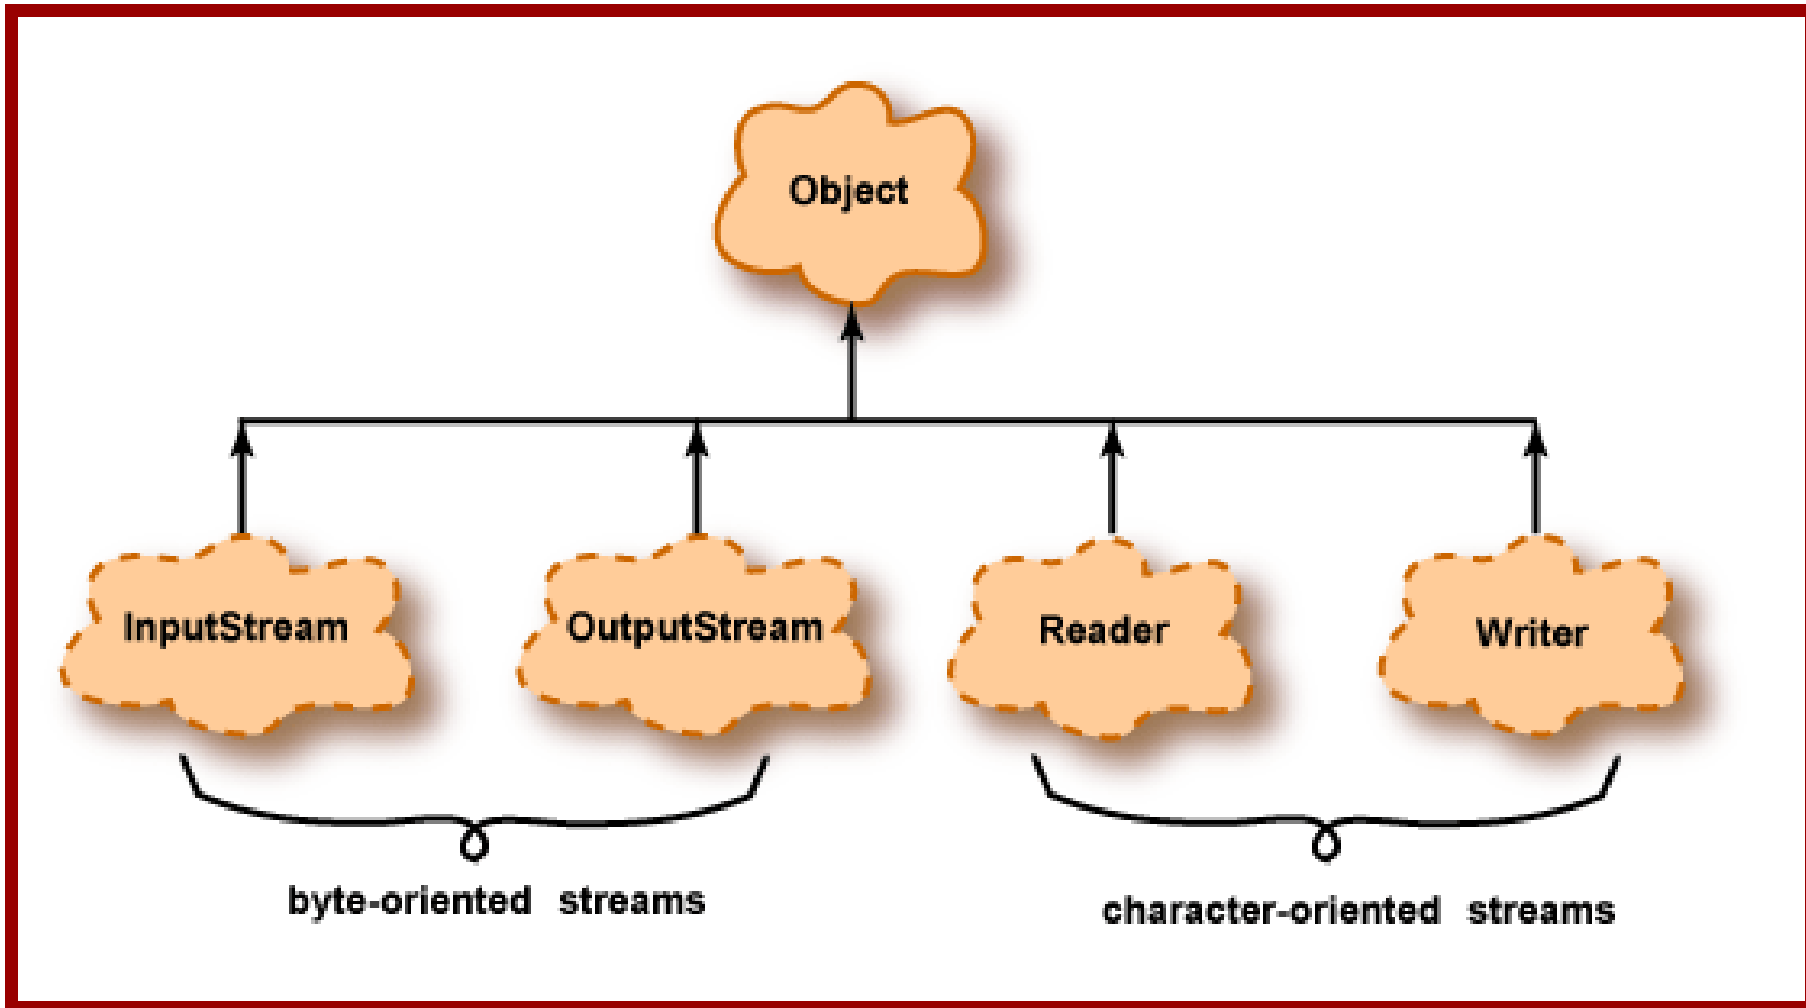 Object
InputStream
OutputStream
Reader
Writer
byte-oriented streams
character-oriented streams